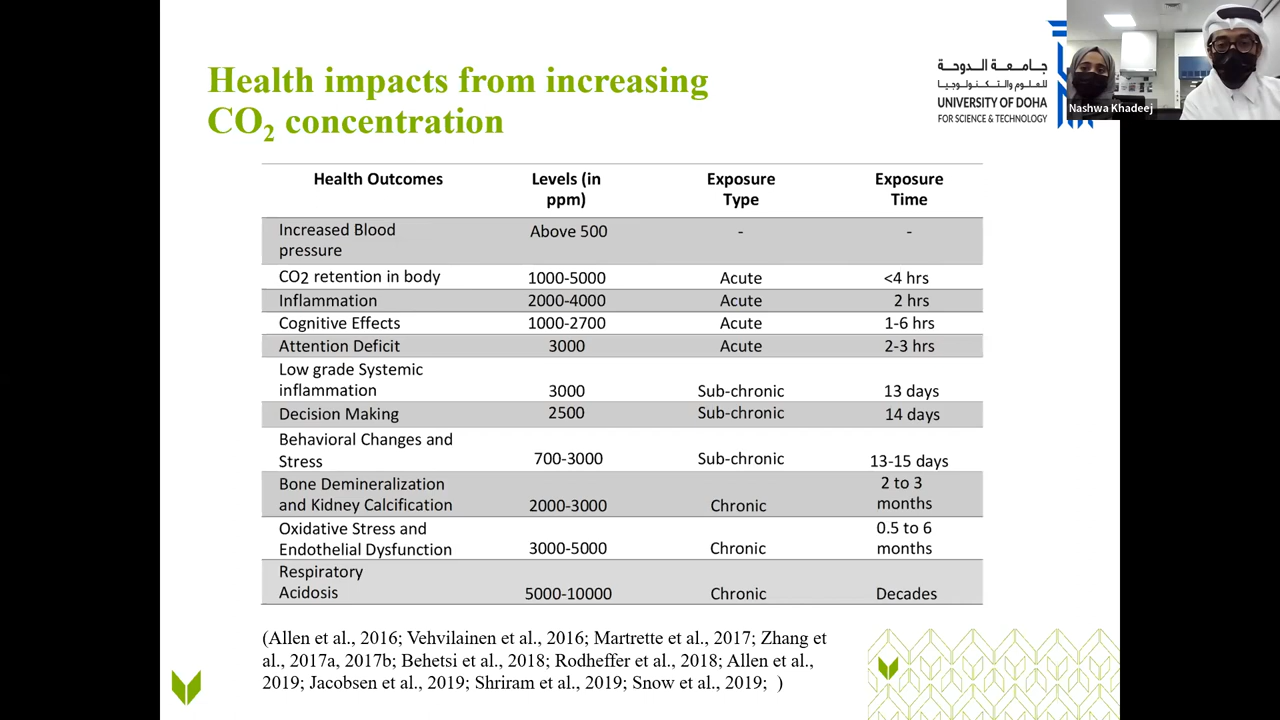 Health impacts from increasing
CO₂ concentration
جامعة الدوحة
للعلوم والتكنولوجيا
UNIVERSITY OF DOHA
FOR SCIENCE & TECHNOLOGY
Nashwa Khadeej
Health Outcomes Levels (in ppm) Exposure Type Exposure Time
Increased Blood pressure Above 500 - -
CO2 retention in body 1000-5000 Acute <4 hrs
Inflammation 2000-4000 Acute 2 hrs
Cognitive Effects 1000-2700 Acute 1-6 hrs
Attention Deficit 3000 Acute 2-3 hrs
Low grade Systemic inflammation 3000 Sub-chronic 13 days
Decision Making 2500 Sub-chronic 14 days
Behavioral Changes and Stress 700-3000 Sub-chronic 13-15 days
Bone Demineralization and Kidney Calcification 2000-3000 Chronic 2 to 3 months
Oxidative Stress and Endothelial Dysfunction 3000-5000 Chronic 0.5 to 6 months
Respiratory Acidosis 5000-10000 Chronic Decades
(Allen et al., 2016; Vehvilainen et al., 2016; Martrette et al., 2017; Zhang et
al., 2017a, 2017b; Behetsi et al., 2018; Rodheffer et al., 2018; Allen et al.,
2019; Jacobsen et al., 2019; Shriram et al., 2019; Snow et al., 2019; )